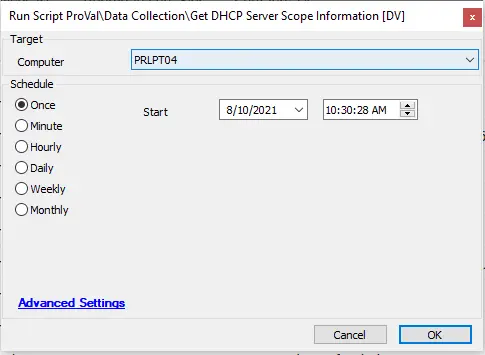 Run Script ProVal\Data Collection\Get DHCP Server Scope Information [DV]
Target
Computer PRLPT04
Schedule
Once Start 8/10/2021 10:30:28 AM
Minute
Hourly
Daily
Weekly
Monthly
Advanced Settings
Cancel OK